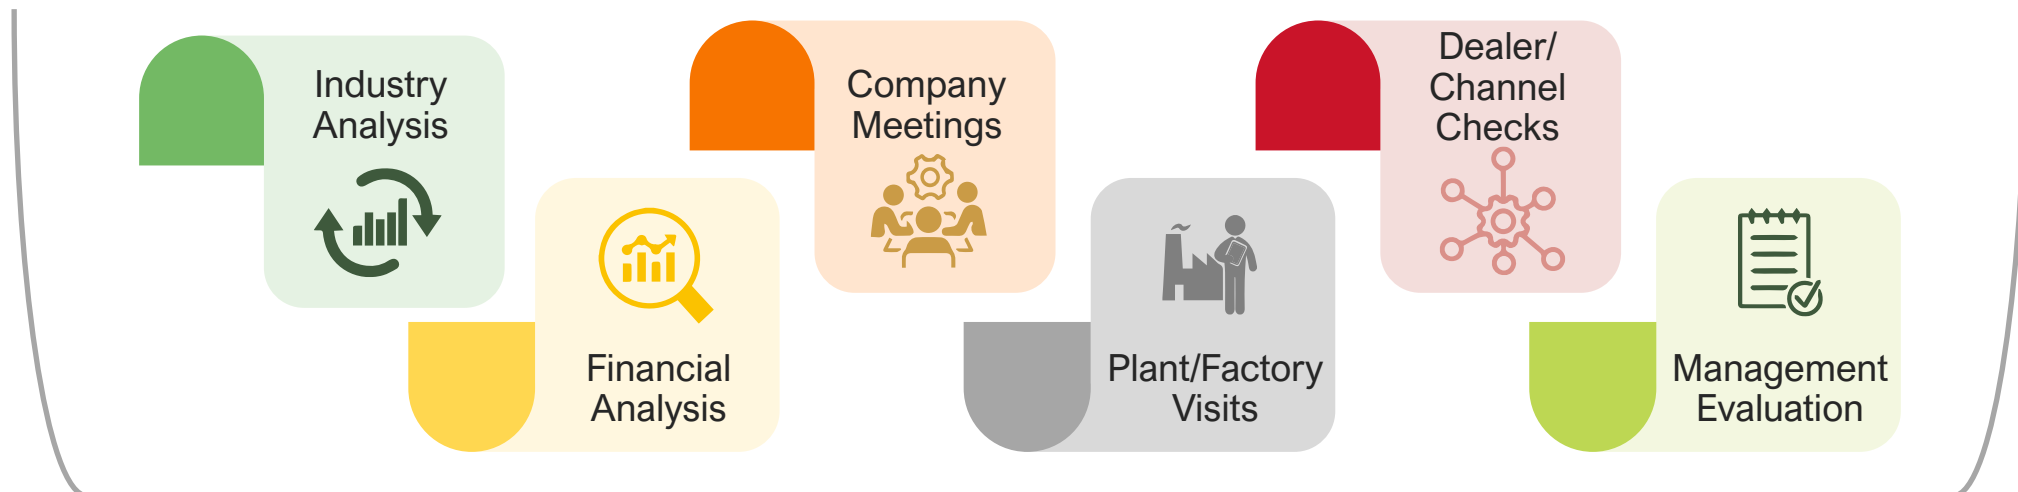 Industry
Analysis
Financial
Analysis
Company
Meetings
Plant/Factory
Visits
Dealer/
Channel
Checks
Management
Evaluation